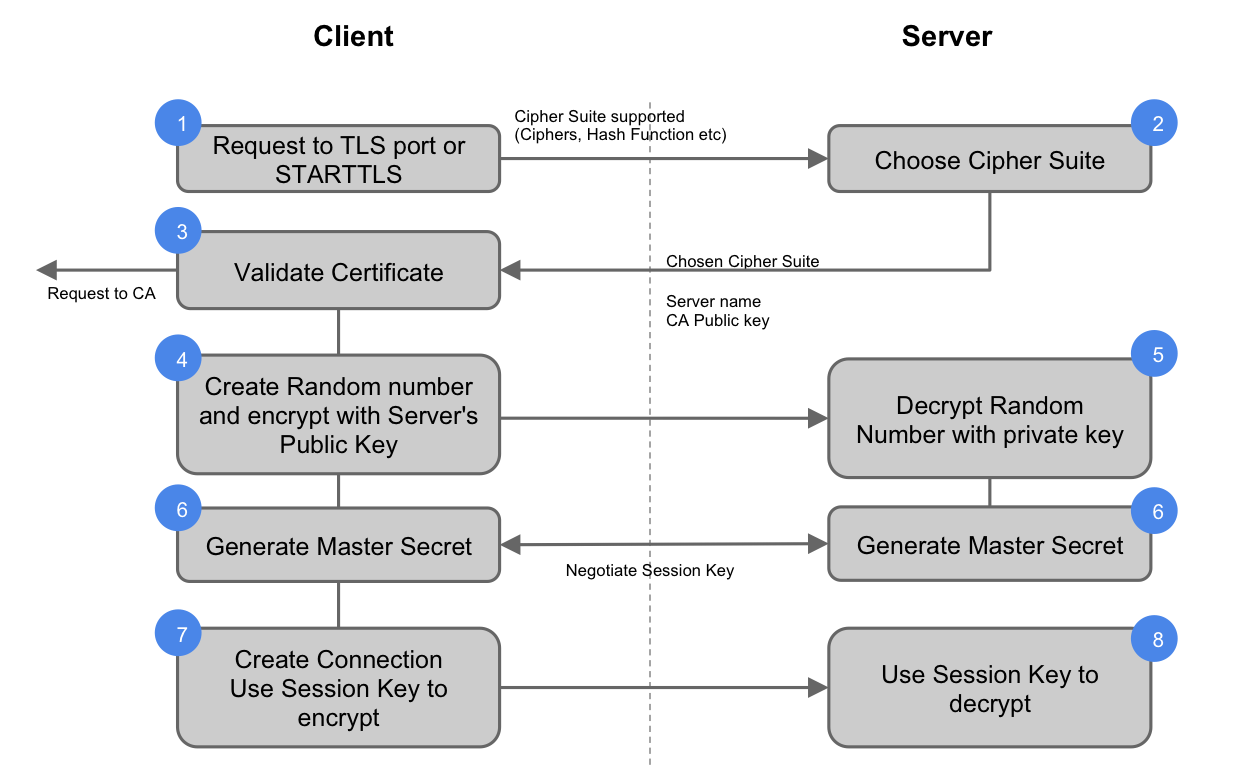 Client
Server
1
Request to TLS port or
STARTTLS
Cipher Suite supported
(Ciphers, Hash Function etc)
2
Choose Cipher Suite
3
Validate Certificate
Request to CA
Chosen Cipher Suite
Server name
CA Public key
4
Create Random number
and encrypt with Server's
Public Key
5
Decrypt Random
Number with private key
6
Generate Master Secret
Negotiate Session Key
6
Generate Master Secret
7
Create Connection
Use Session Key to
encrypt
8
Use Session Key to
decrypt